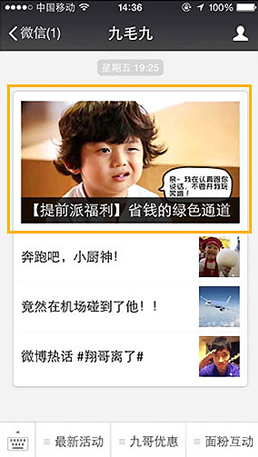 中国移动 14:36 100%
微信(1) 九毛九
星期五 19:25
亲~ 我在认真跟你
说话，不要开我玩
笑嘀！
【提前派福利】省钱的绿色通道
奔跑吧，小厨神！
竟然在机场碰到了他！！
微博热话 #翔哥离了#
最新活动 九哥优惠 面粉互动